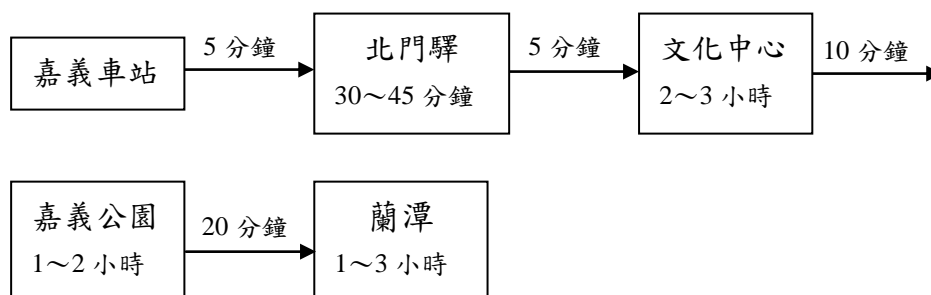 嘉義車站
5 分鐘
北門驛
30～45 分鐘
5 分鐘
文化中心
2～3 小時
10 分鐘
嘉義公園
1～2 小時
20 分鐘
蘭潭
1～3 小時